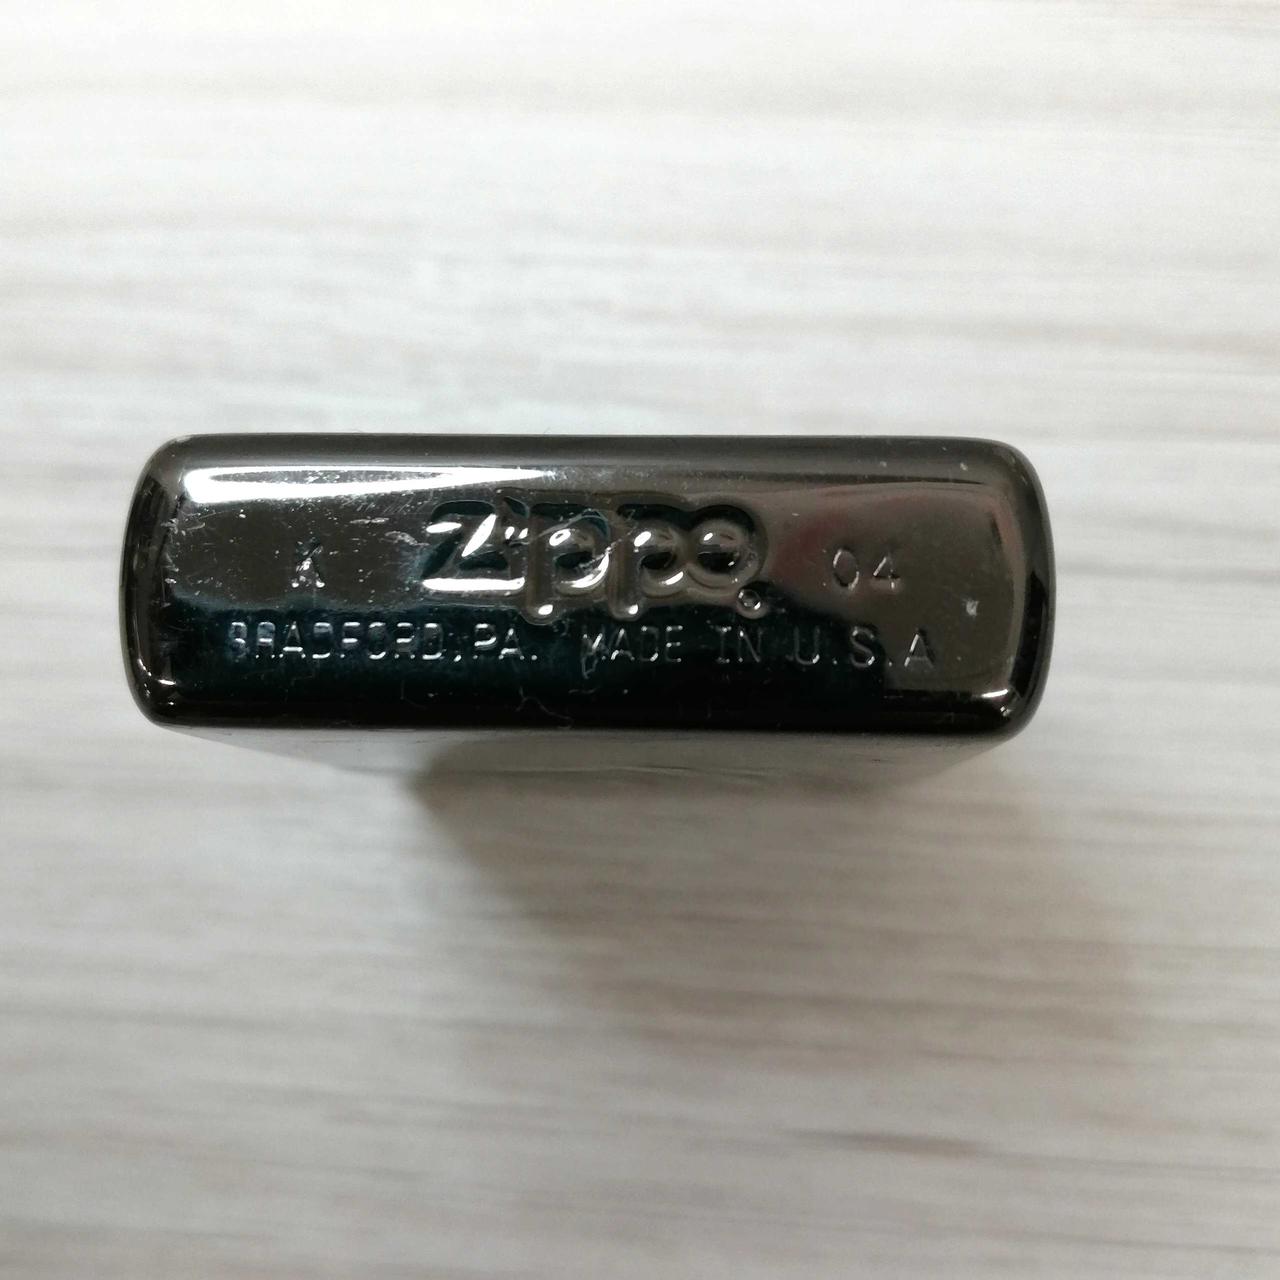 K zippo 04
BRADFORD,PA. MADE IN U.S.A